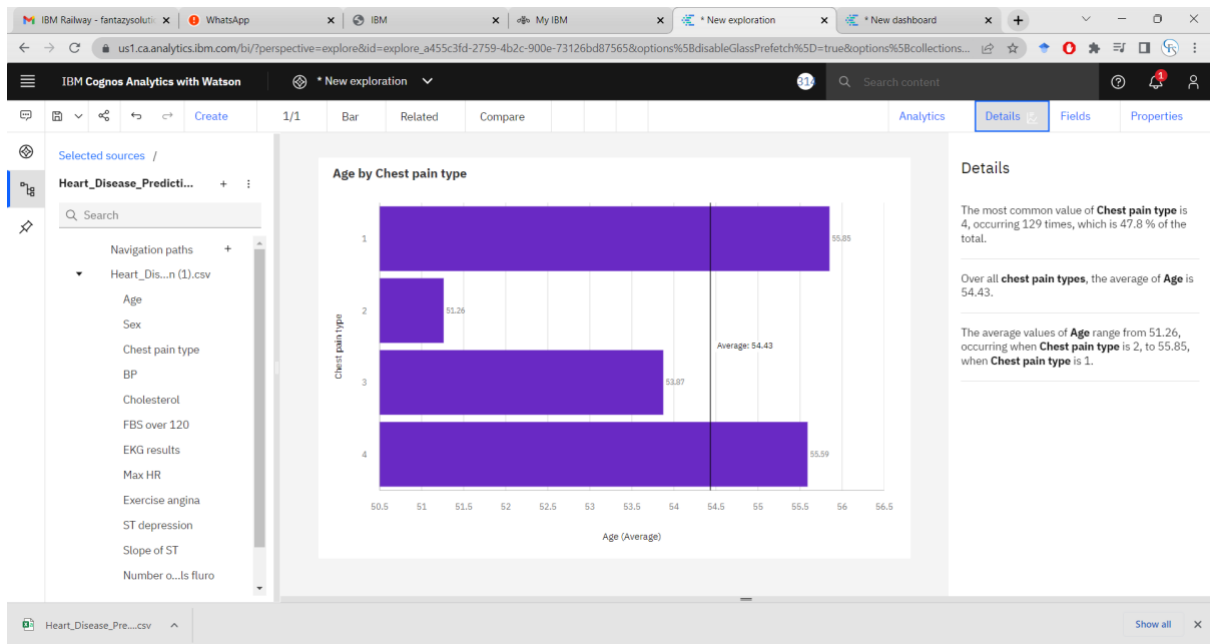 IBM Railway - fantazysoluti
WhatsApp
IBM
My IBM
* New exploration
* New dashboard
us1.ca.analytics.ibm.com/bi/?perspective=explore&id=explore_a455c3fd-2759-4b2c-900e-73126bd87565&options%5BdisableGlassPrefetch%5D=true&options%5Bcollections...
IBM Cognos Analytics with Watson
* New exploration
314
Search content
1
Create
1/1
Bar
Related
Compare
Analytics
Details
Fields
Properties
Selected sources /
Heart_Disease_Predicti...
Search
Navigation paths
Heart_Dis...n (1).csv
Age
Sex
Chest pain type
BP
Cholesterol
FBS over 120
EKG results
Max HR
Exercise angina
ST depression
Slope of ST
Number o...ls fluro
Age by Chest pain type
Chest pain type
1
55.85
2
51.26
Average: 54.43
3
53.87
4
55.59
50.5 51 51.5 52 52.5 53 53.5 54 54.5 55 55.5 56 56.5
Age (Average)
Details
The most common value of Chest pain type is
4, occurring 129 times, which is 47.8 % of the
total.
Over all chest pain types, the average of Age is
54.43.
The average values of Age range from 51.26,
occurring when Chest pain type is 2, to 55.85,
when Chest pain type is 1.
Heart_Disease_Pre....csv
Show all